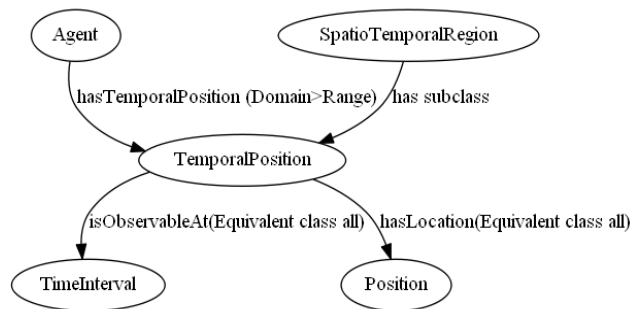 Agent
SpatioTemporalRegion
hasTemporalPosition (Domain>Range)
has subclass
TemporalPosition
isObservableAt(Equivalent class all)
hasLocation(Equivalent class all)
TimeInterval
Position